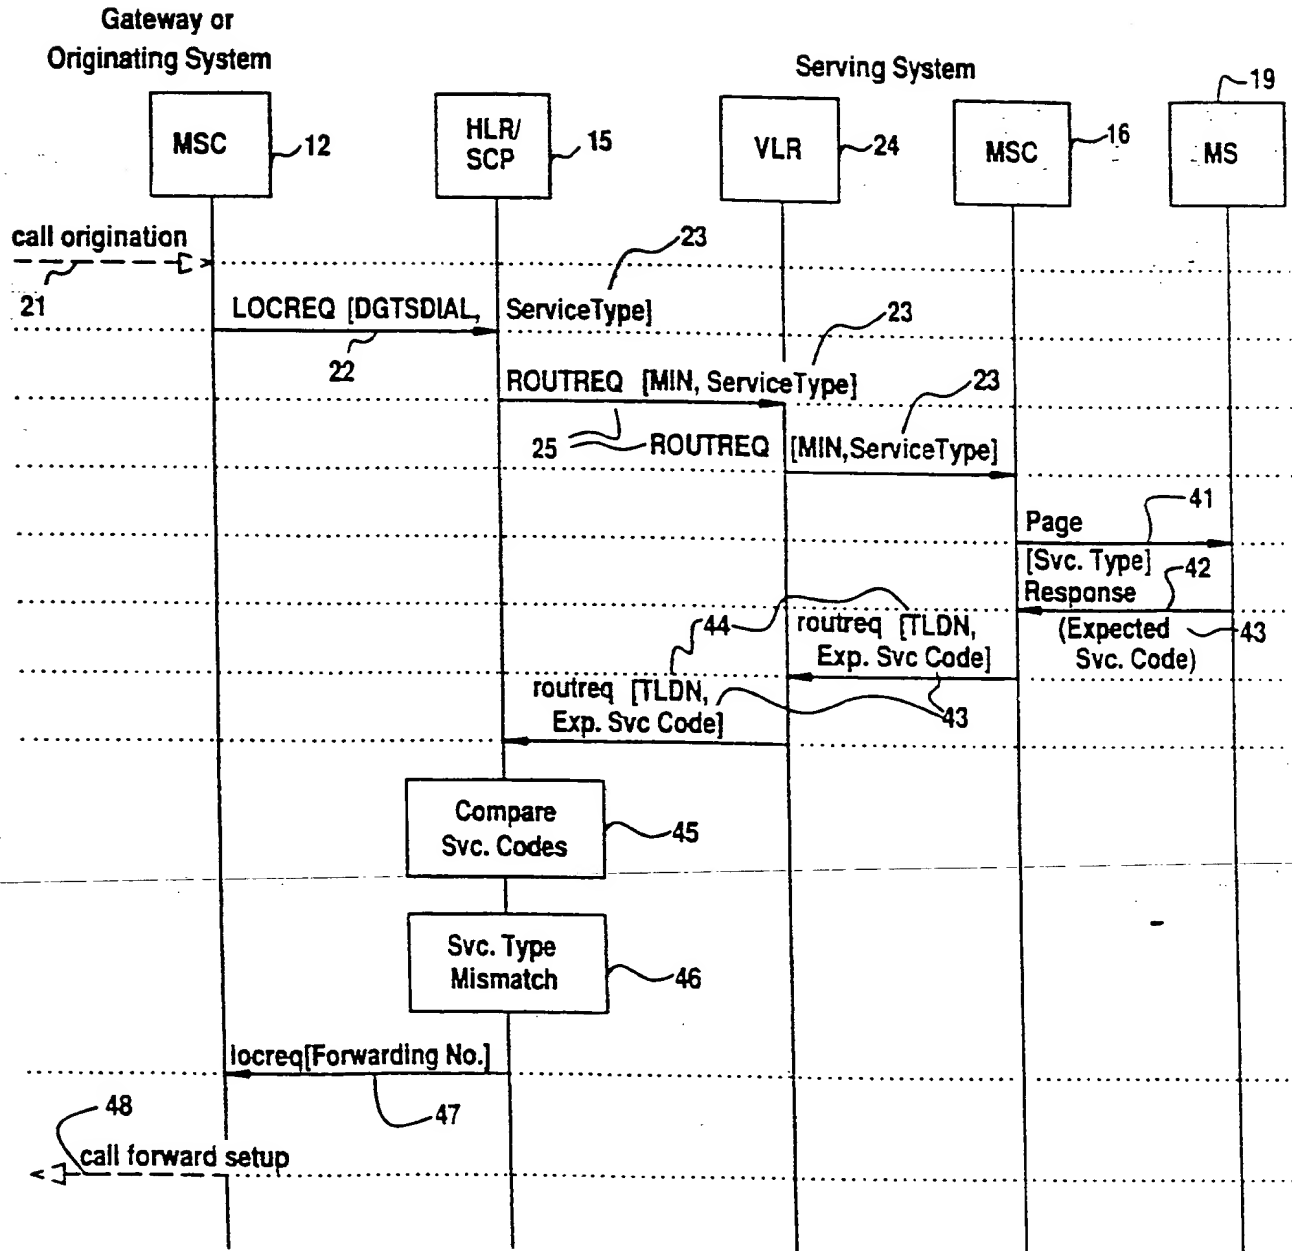 Gateway or
Originating System
Serving System
19
MSC
12
HLR/
SCP
15
VLR
24
MSC
16
MS
call origination
23
21
LOCREQ [DGTSDIAL, ServiceType]
23
22
ROUTREQ [MIN, ServiceType]
23
25
ROUTREQ [MIN,ServiceType]
41
Page
[Svc. Type]
42
Response
44
routreq [TLDN,
Exp. Svc Code]
(Expected
Svc. Code)
43
routreq [TLDN,
Exp. Svc Code]
43
Compare
Svc. Codes
45
Svc. Type
Mismatch
46
locreq[Forwarding No.]
47
48
call forward setup